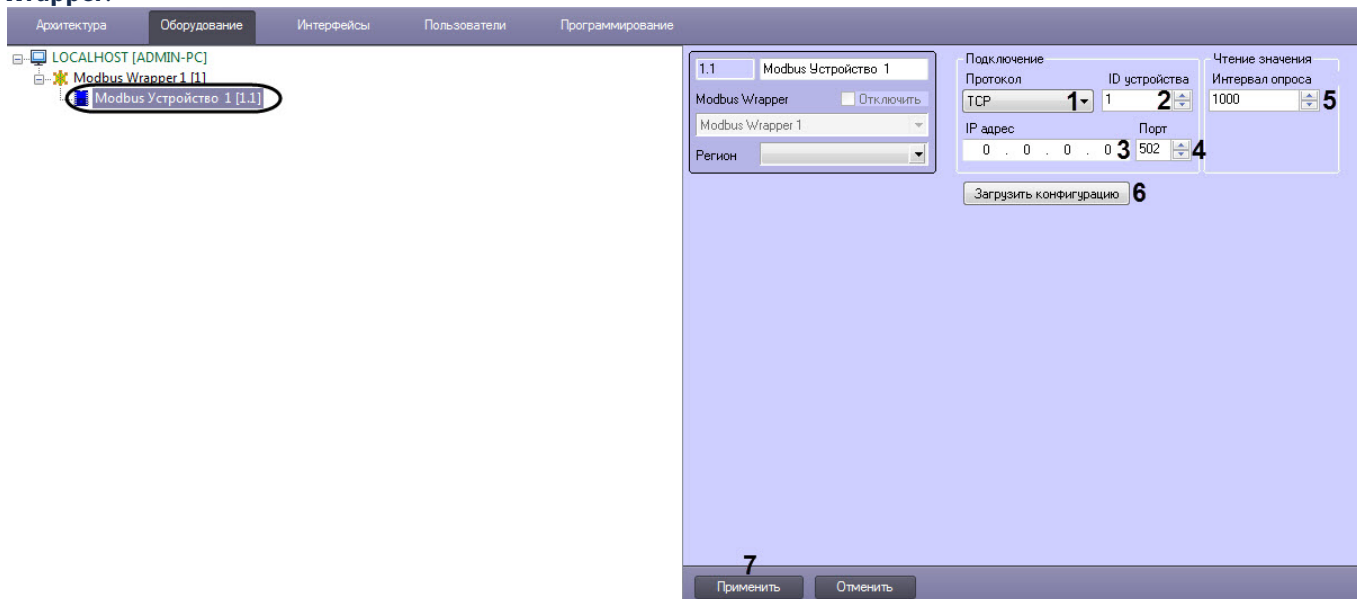 Wrapper.
Архитектура Оборудование Интерфейсы Пользователи Программирование
LOCALHOST [ADMIN-PC]
Modbus Wrapper 1 [1]
Modbus Устройство 1 [1.1]
1.1 Modbus Устройство 1
Modbus Wrapper Отключить
Modbus Wrapper 1
Регион
Подключение
Протокол ID устройства
TCP 1 1 2
IP адрес Порт
0 . 0 . 0 . 0 3 502 4
Чтение значения
Интервал опроса
1000 5
Загрузить конфигурацию 6
7
Применить Отменить